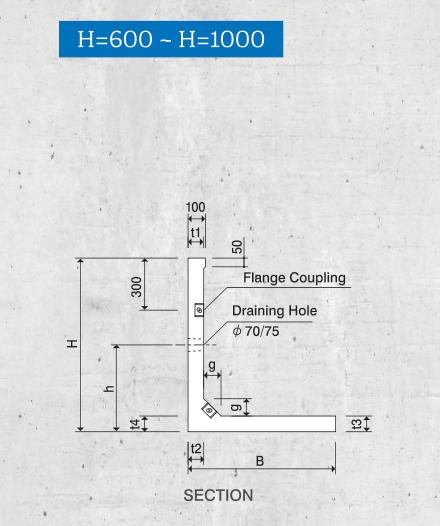 H=600 ~ H=1000
100
t1
50
Flange Coupling
300
Draining Hole
ϕ 70/75
H
h
g
g
t4
t3
t2
B
SECTION